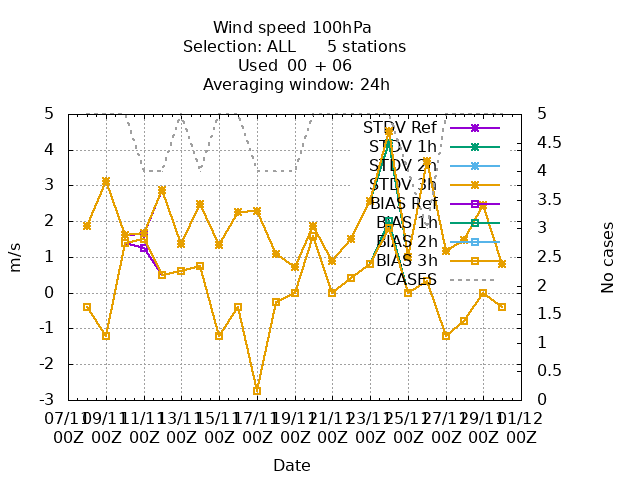 Wind speed 100hPa
Selection: ALL 5 stations
Used 00 + 06
Averaging window: 24h
STDV Ref
STDV 1h
STDV 2h
STDV 3h
BIAS Ref
BIAS 1h
BIAS 2h
BIAS 3h
CASES
m/s
5
4
3
2
1
0
-1
-2
-3
5
4.5
4
3.5
3
2.5
2
1.5
1
0.5
0
No cases
07/11 09/11 11/11 13/11 15/11 17/11 19/11 21/11 23/11 25/11 27/11 29/11 01/12
00Z 00Z 00Z 00Z 00Z 00Z 00Z 00Z 00Z 00Z 00Z 00Z 00Z
Date